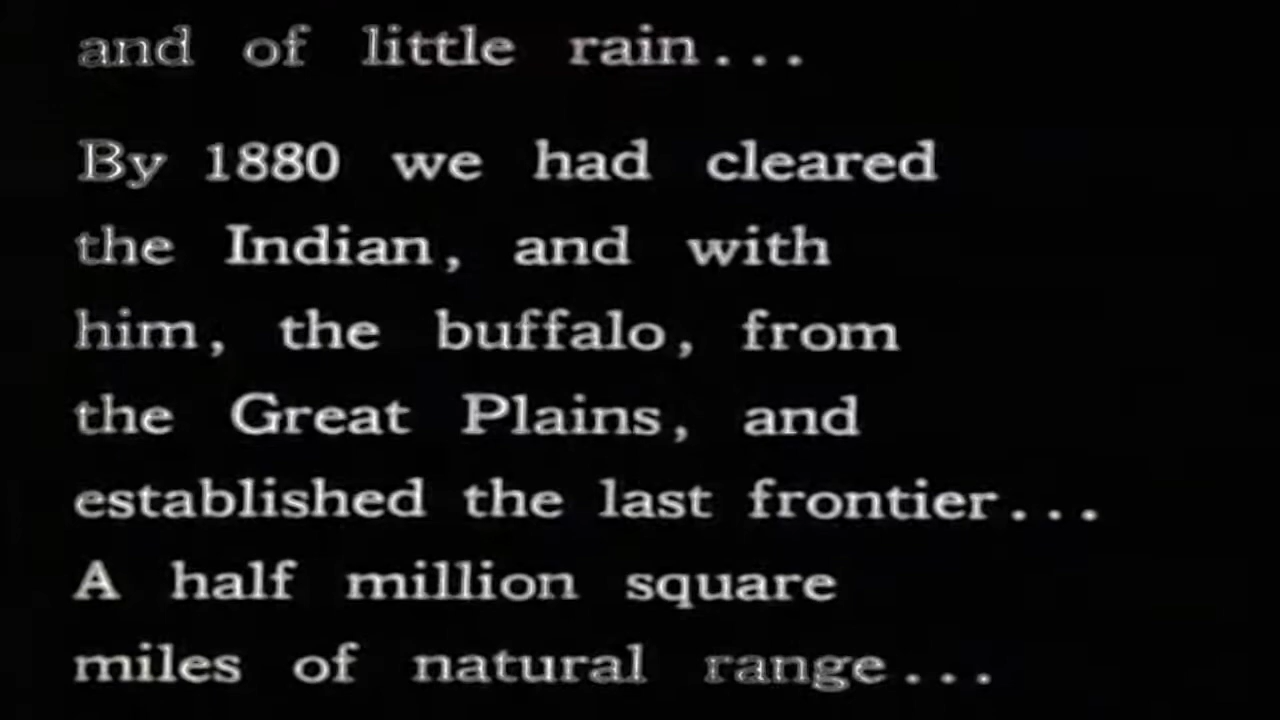 and of little rain...
By 1880 we had cleared
the Indian, and with
him, the buffalo, from
the Great Plains, and
established the last frontier...
A half million square
miles of natural range...